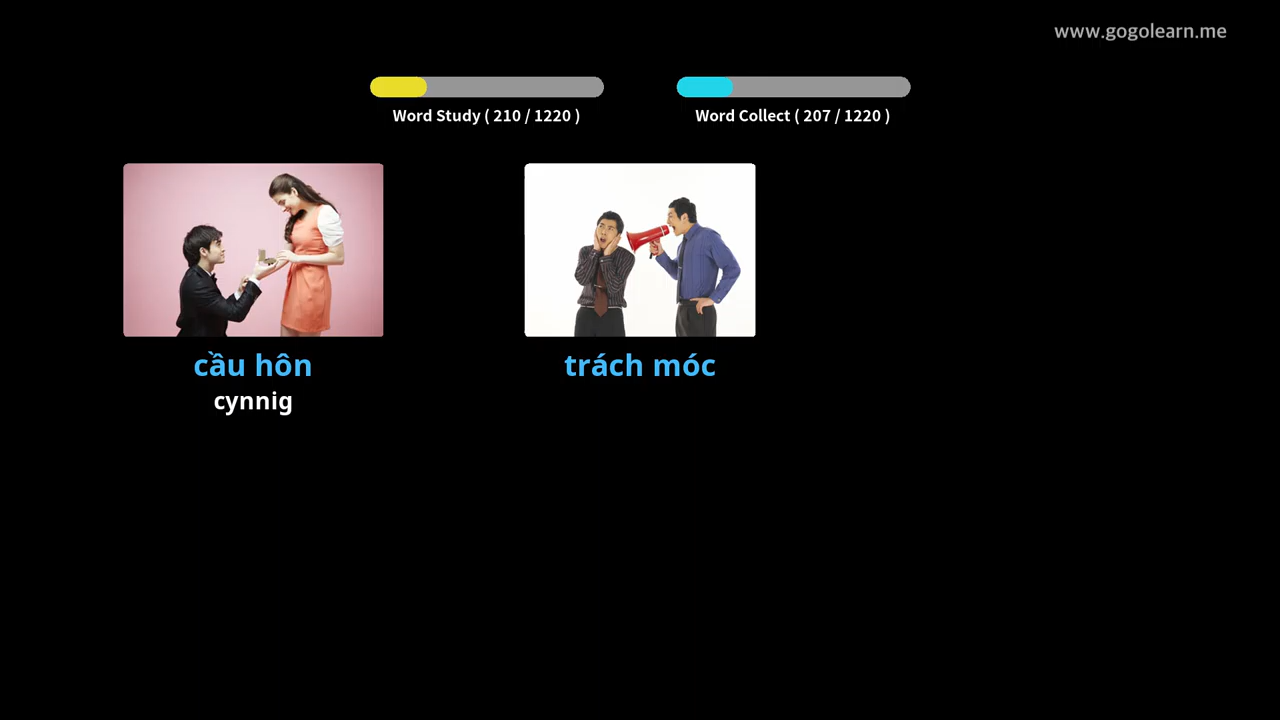 www.gogolearn.me
Word Study ( 210 / 1220 )
Word Collect ( 207 / 1220 )
cầu hôn
cynnig
trách móc